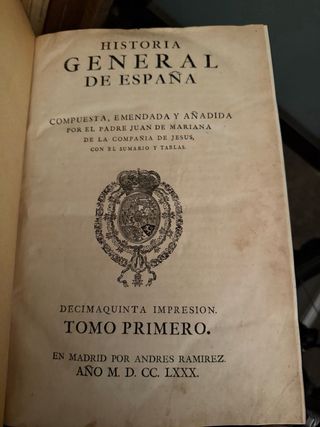 HISTORIA
GENERAL
DE ESPAÑA
COMPUESTA, EMENDADA Y AÑADIDA
POR EL PADRE JUAN DE MARIANA
DE LA COMPAÑIA DE JESUS,
CON EL SUMARIO Y TABLAS.
DECIMAQUINTA IMPRESION.
TOMO PRIMERO.
EN MADRID POR ANDRES RAMIREZ.
AÑO M. D. CC. LXXX.